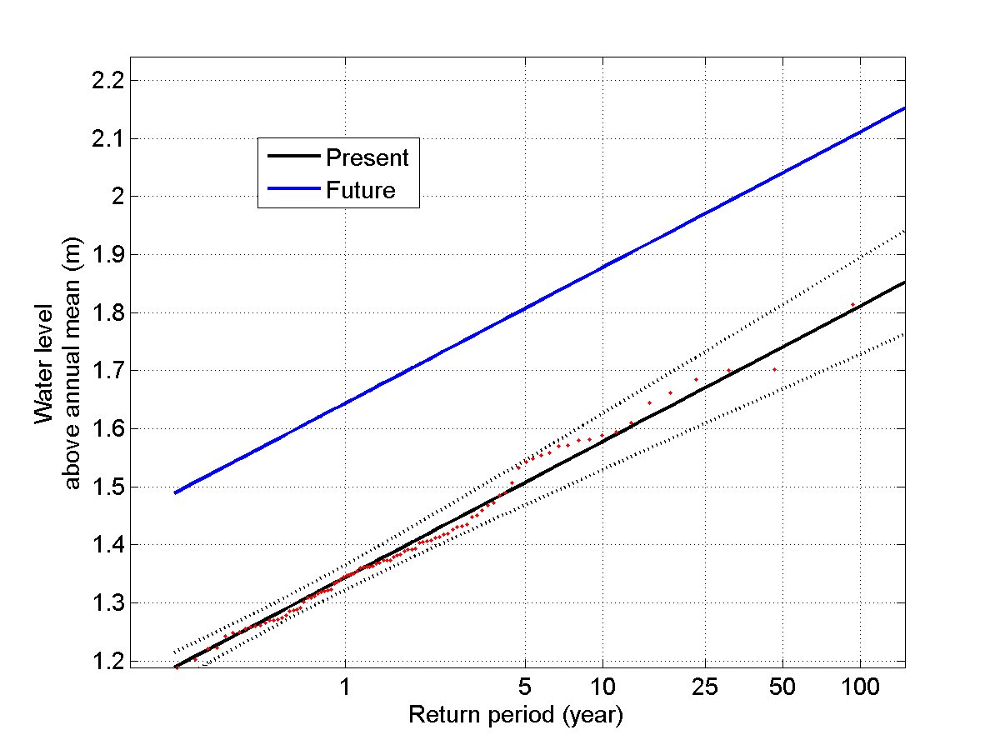 2.2
2.1
2
1.9
1.8
1.7
1.6
1.5
1.4
1.3
1.2
Water level
above annual mean (m)
Present
Future
1 5 10 25 50 100
Return period (year)